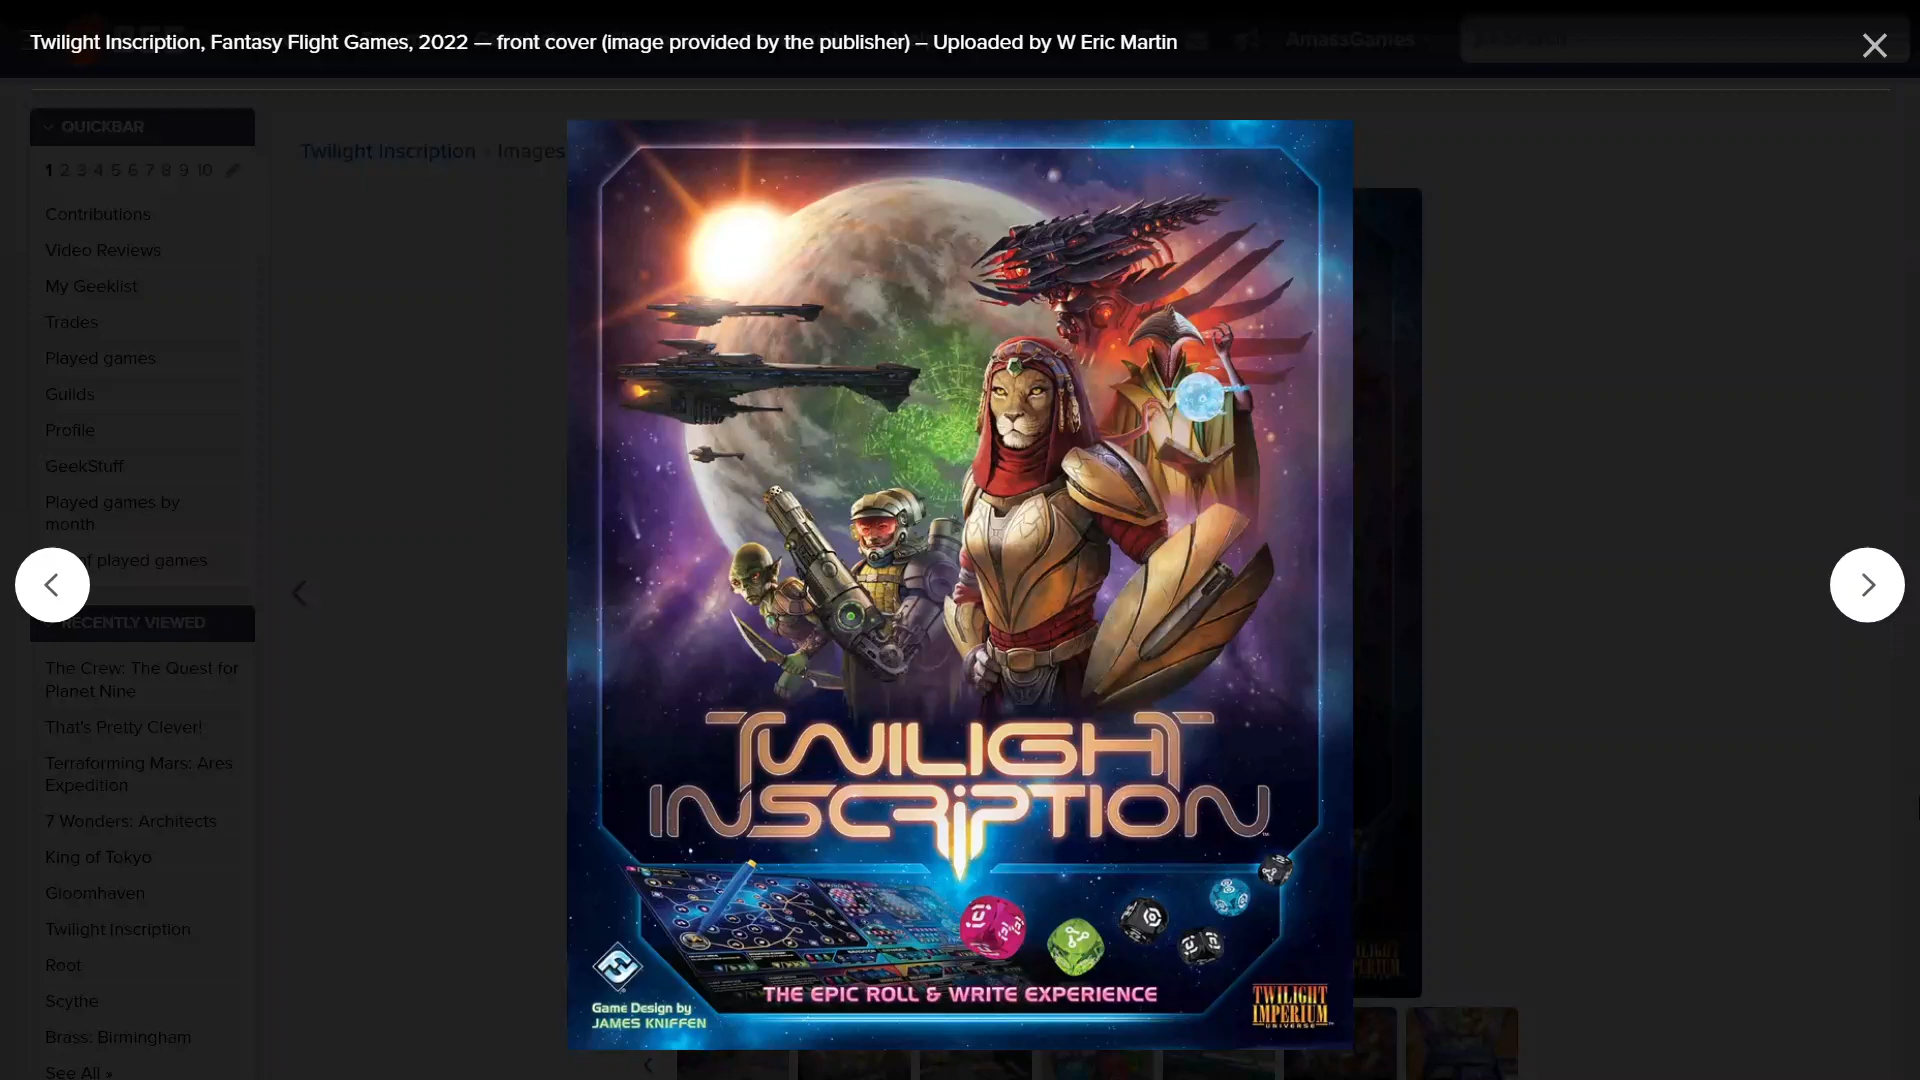 Twilight Inscription, Fantasy Flight Games, 2022 — front cover (image provided by the publisher) – Uploaded by W Eric Martin
AmassGames
QUICKBAR
1 2 3 4 5 6 7 8 9 10
Contributions
Video Reviews
My Geeklist
Trades
Played games
Guilds
Profile
GeekStuff
Played games by
month
of played games
RECENTLY VIEWED
The Crew: The Quest for
Planet Nine
That's Pretty Clever!
Terraforming Mars: Ares
Expedition
7 Wonders: Architects
King of Tokyo
Gloomhaven
Twilight Inscription
Root
Scythe
Brass: Birmingham
See All »
Twilight Inscription › Images
TWILIGHT
INSCRIPTION
THE EPIC ROLL & WRITE EXPERIENCE
Game Design by
JAMES KNIFFEN
TWILIGHT
IMPERIUM
UNIVERSE